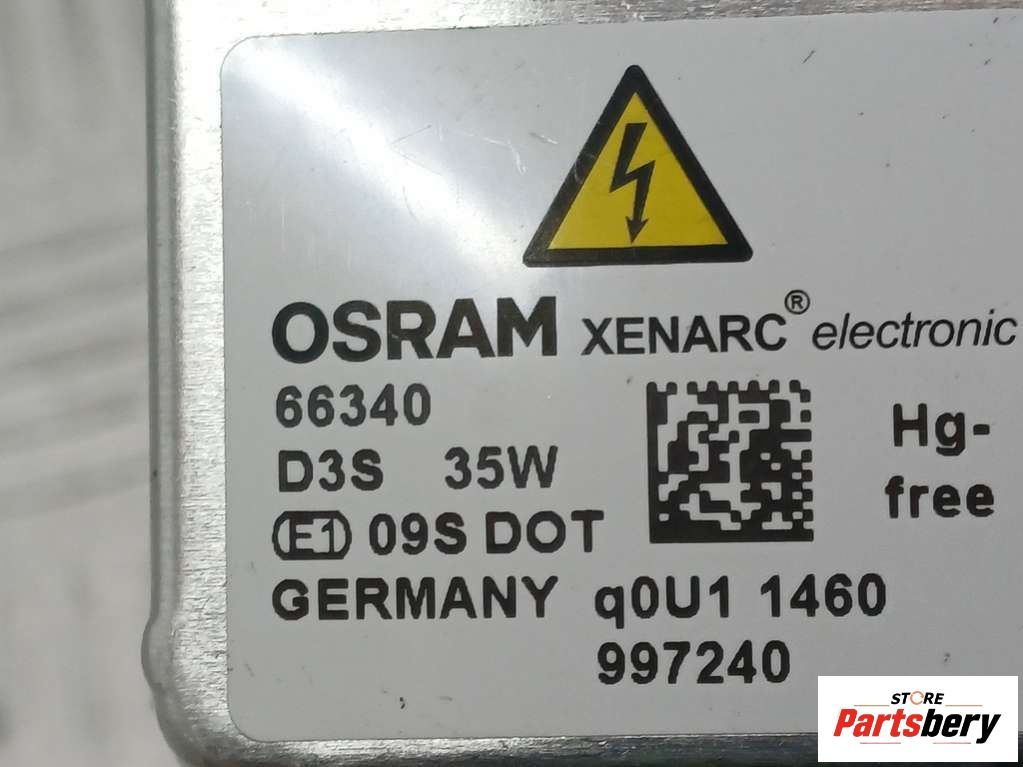 OSRAM XENARC® electronic
66340
D3S 35W
Hg-
free
E1 09S DOT
GERMANY q0U1 1460
997240
STORE
Partsbery